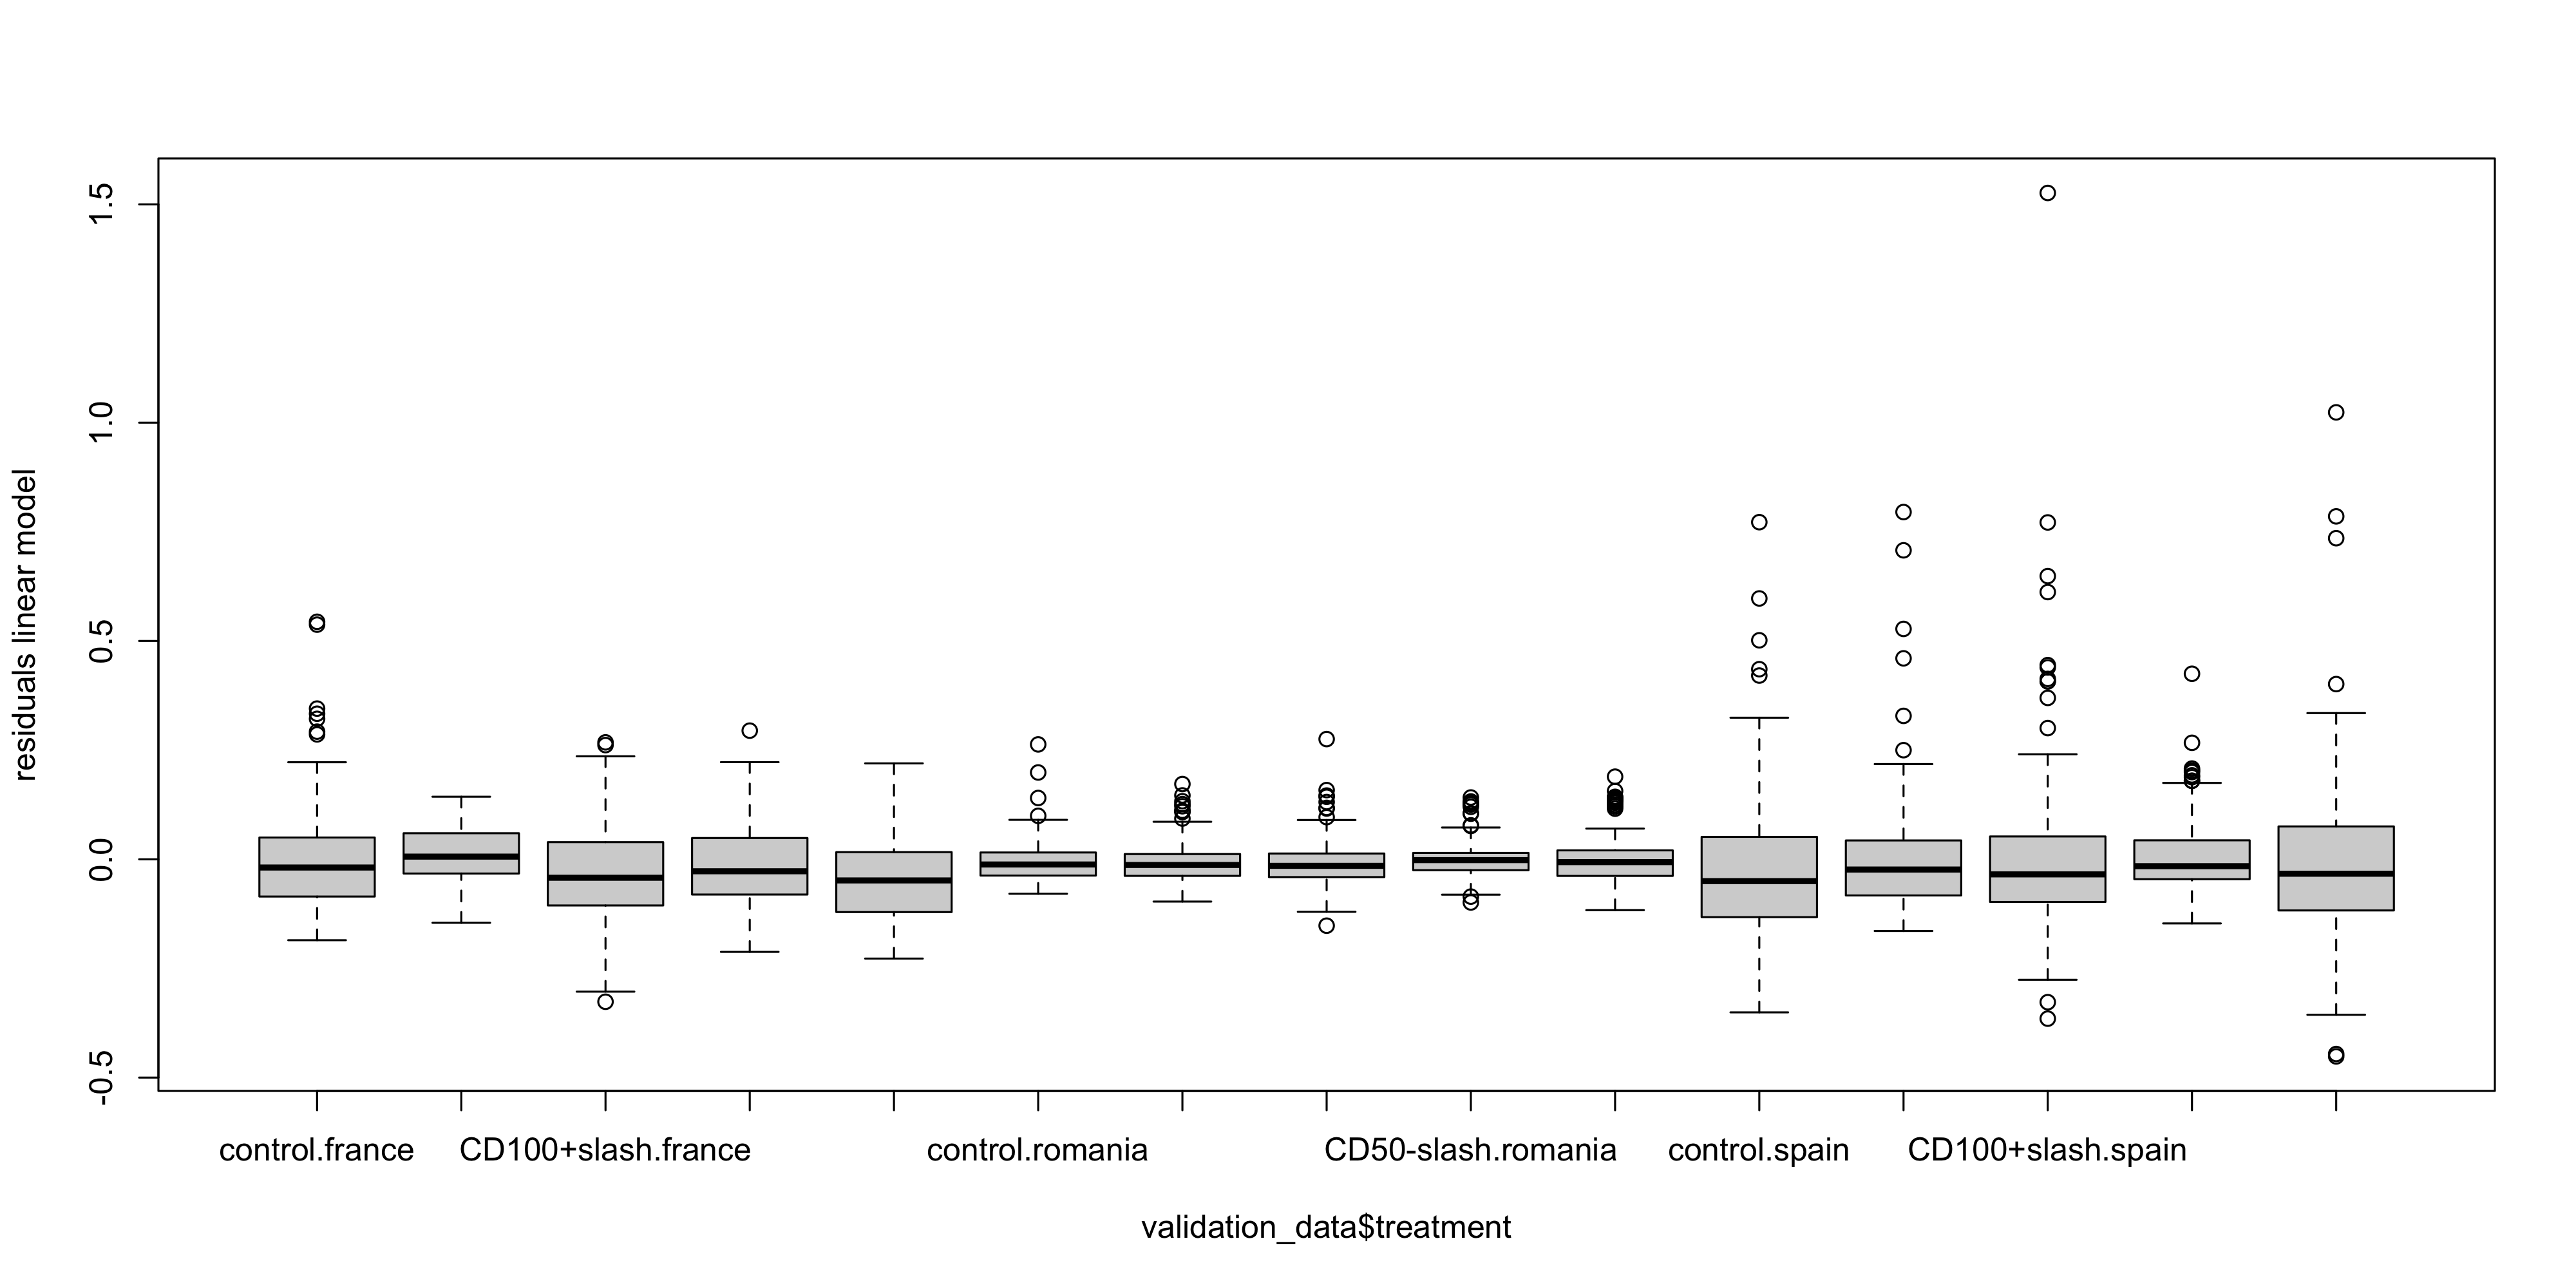 residuals linear model
1.5
1.0
0.5
0.0
-0.5
control.france CD100+slash.france control.romania CD50-slash.romania control.spain CD100+slash.spain
validation_data$treatment